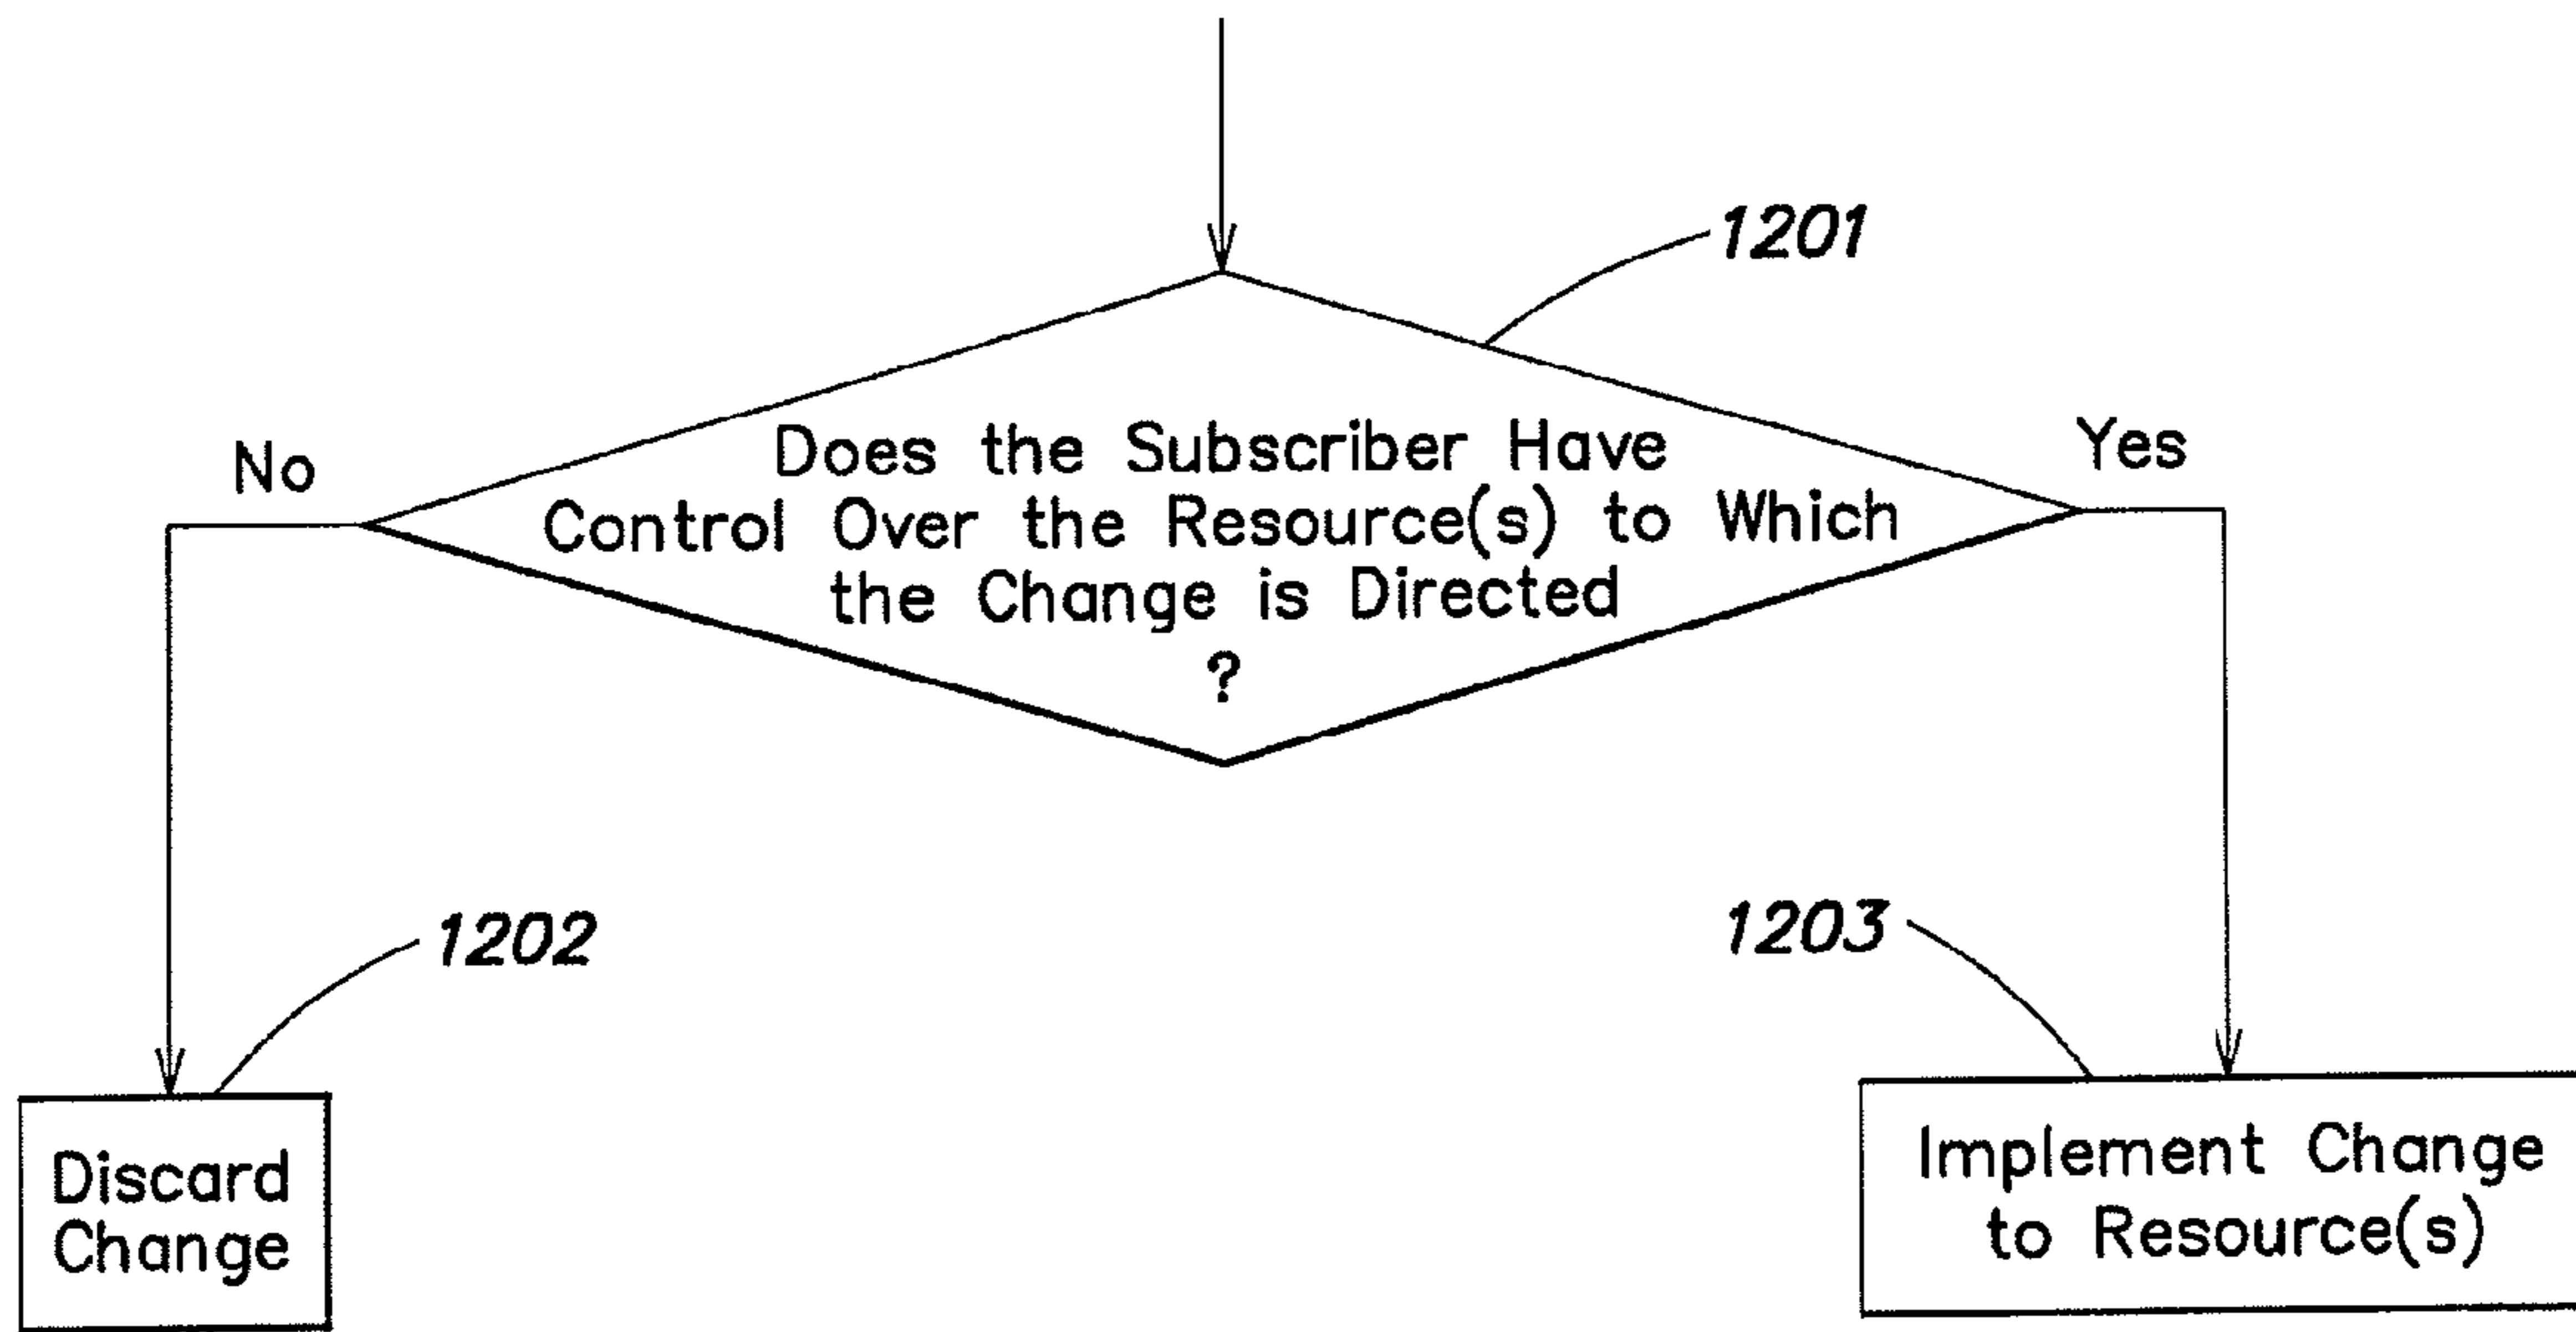 1201
Does the Subscriber Have
Control Over the Resource(s) to Which
the Change is Directed
?
No
Yes
1202
1203
Discard
Change
Implement Change
to Resource(s)